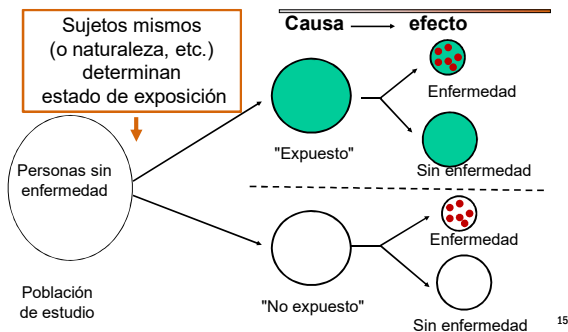 Sujetos mismos
(o naturaleza, etc.)
determinan
estado de exposición
Causa efecto
Enfermedad
"Expuesto"
Sin enfermedad
Personas sin
enfermedad
Enfermedad
Población
de estudio
"No expuesto"
Sin enfermedad
15